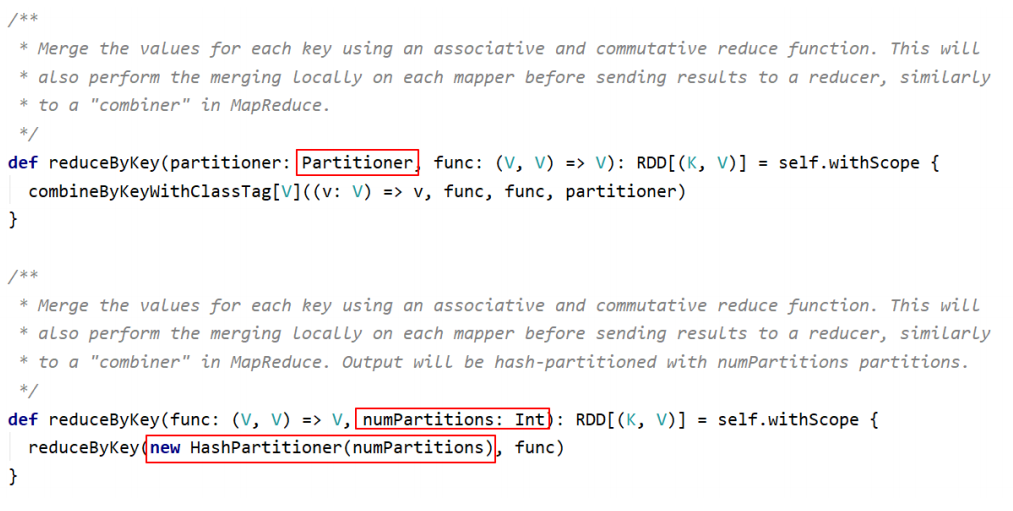 /**
 * Merge the values for each key using an associative and commutative reduce function. This will
 * also perform the merging locally on each mapper before sending results to a reducer, similarly
 * to a "combiner" in MapReduce.
 */
def reduceByKey(partitioner: Partitioner, func: (V, V) => V): RDD[(K, V)] = self.withScope {
  combineByKeyWithClassTag[V]((v: V) => v, func, func, partitioner)
}
/**
 * Merge the values for each key using an associative and commutative reduce function. This will
 * also perform the merging locally on each mapper before sending results to a reducer, similarly
 * to a "combiner" in MapReduce. Output will be hash-partitioned with numPartitions partitions.
 */
def reduceByKey(func: (V, V) => V, numPartitions: Int): RDD[(K, V)] = self.withScope {
  reduceByKey(new HashPartitioner(numPartitions), func)
}